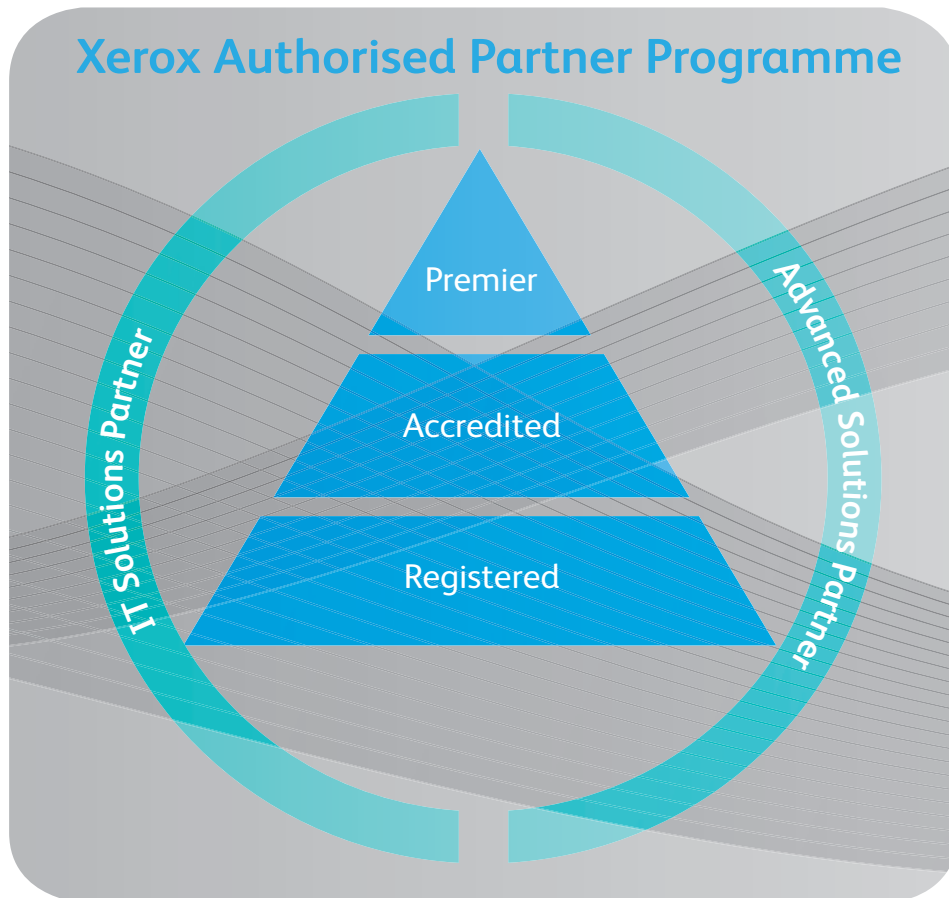 Xerox Authorised Partner Programme
Premier
Accredited
Registered
IT Solutions Partner
Advanced Solutions Partner